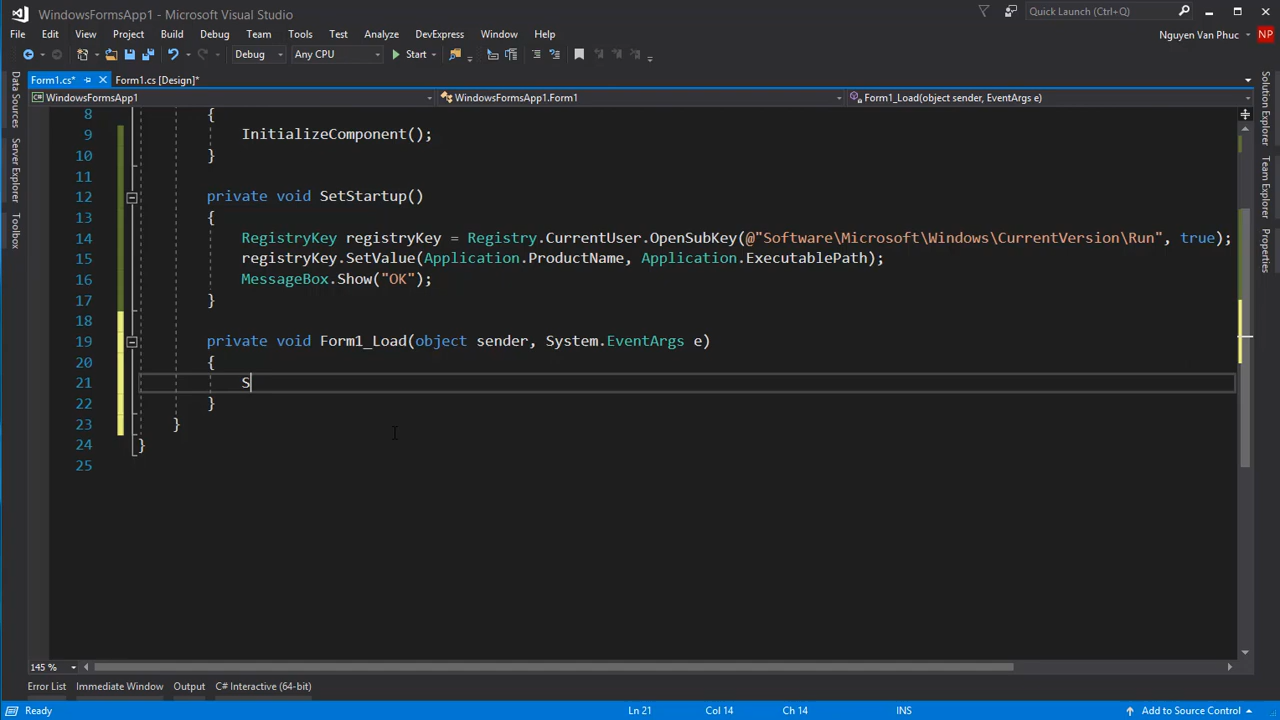 WindowsFormsApp1 - Microsoft Visual Studio
Quick Launch (Ctrl+Q)
File Edit View Project Build Debug Team Tools Test Analyze DevExpress Window Help
Nguyen Van Phuc NP
Debug Any CPU Start
Form1.cs* Form1.cs [Design]*
WindowsFormsApp1 WindowsFormsApp1.Form1 Form1_Load(object sender, EventArgs e)
Data Sources
Server Explorer
Toolbox
8 {
9 InitializeComponent();
10 }
11
12 private void SetStartup()
13 {
14 RegistryKey registryKey = Registry.CurrentUser.OpenSubKey(@"Software\Microsoft\Windows\CurrentVersion\Run", true);
15 registryKey.SetValue(Application.ProductName, Application.ExecutablePath);
16 MessageBox.Show("OK");
17 }
18
19 private void Form1_Load(object sender, System.EventArgs e)
20 {
21 S
22 }
23 }
24 }
25
Solution Explorer
Team Explorer
Properties
145 %
Error List Immediate Window Output C# Interactive (64-bit)
Ready Ln 21 Col 14 Ch 14 INS Add to Source Control